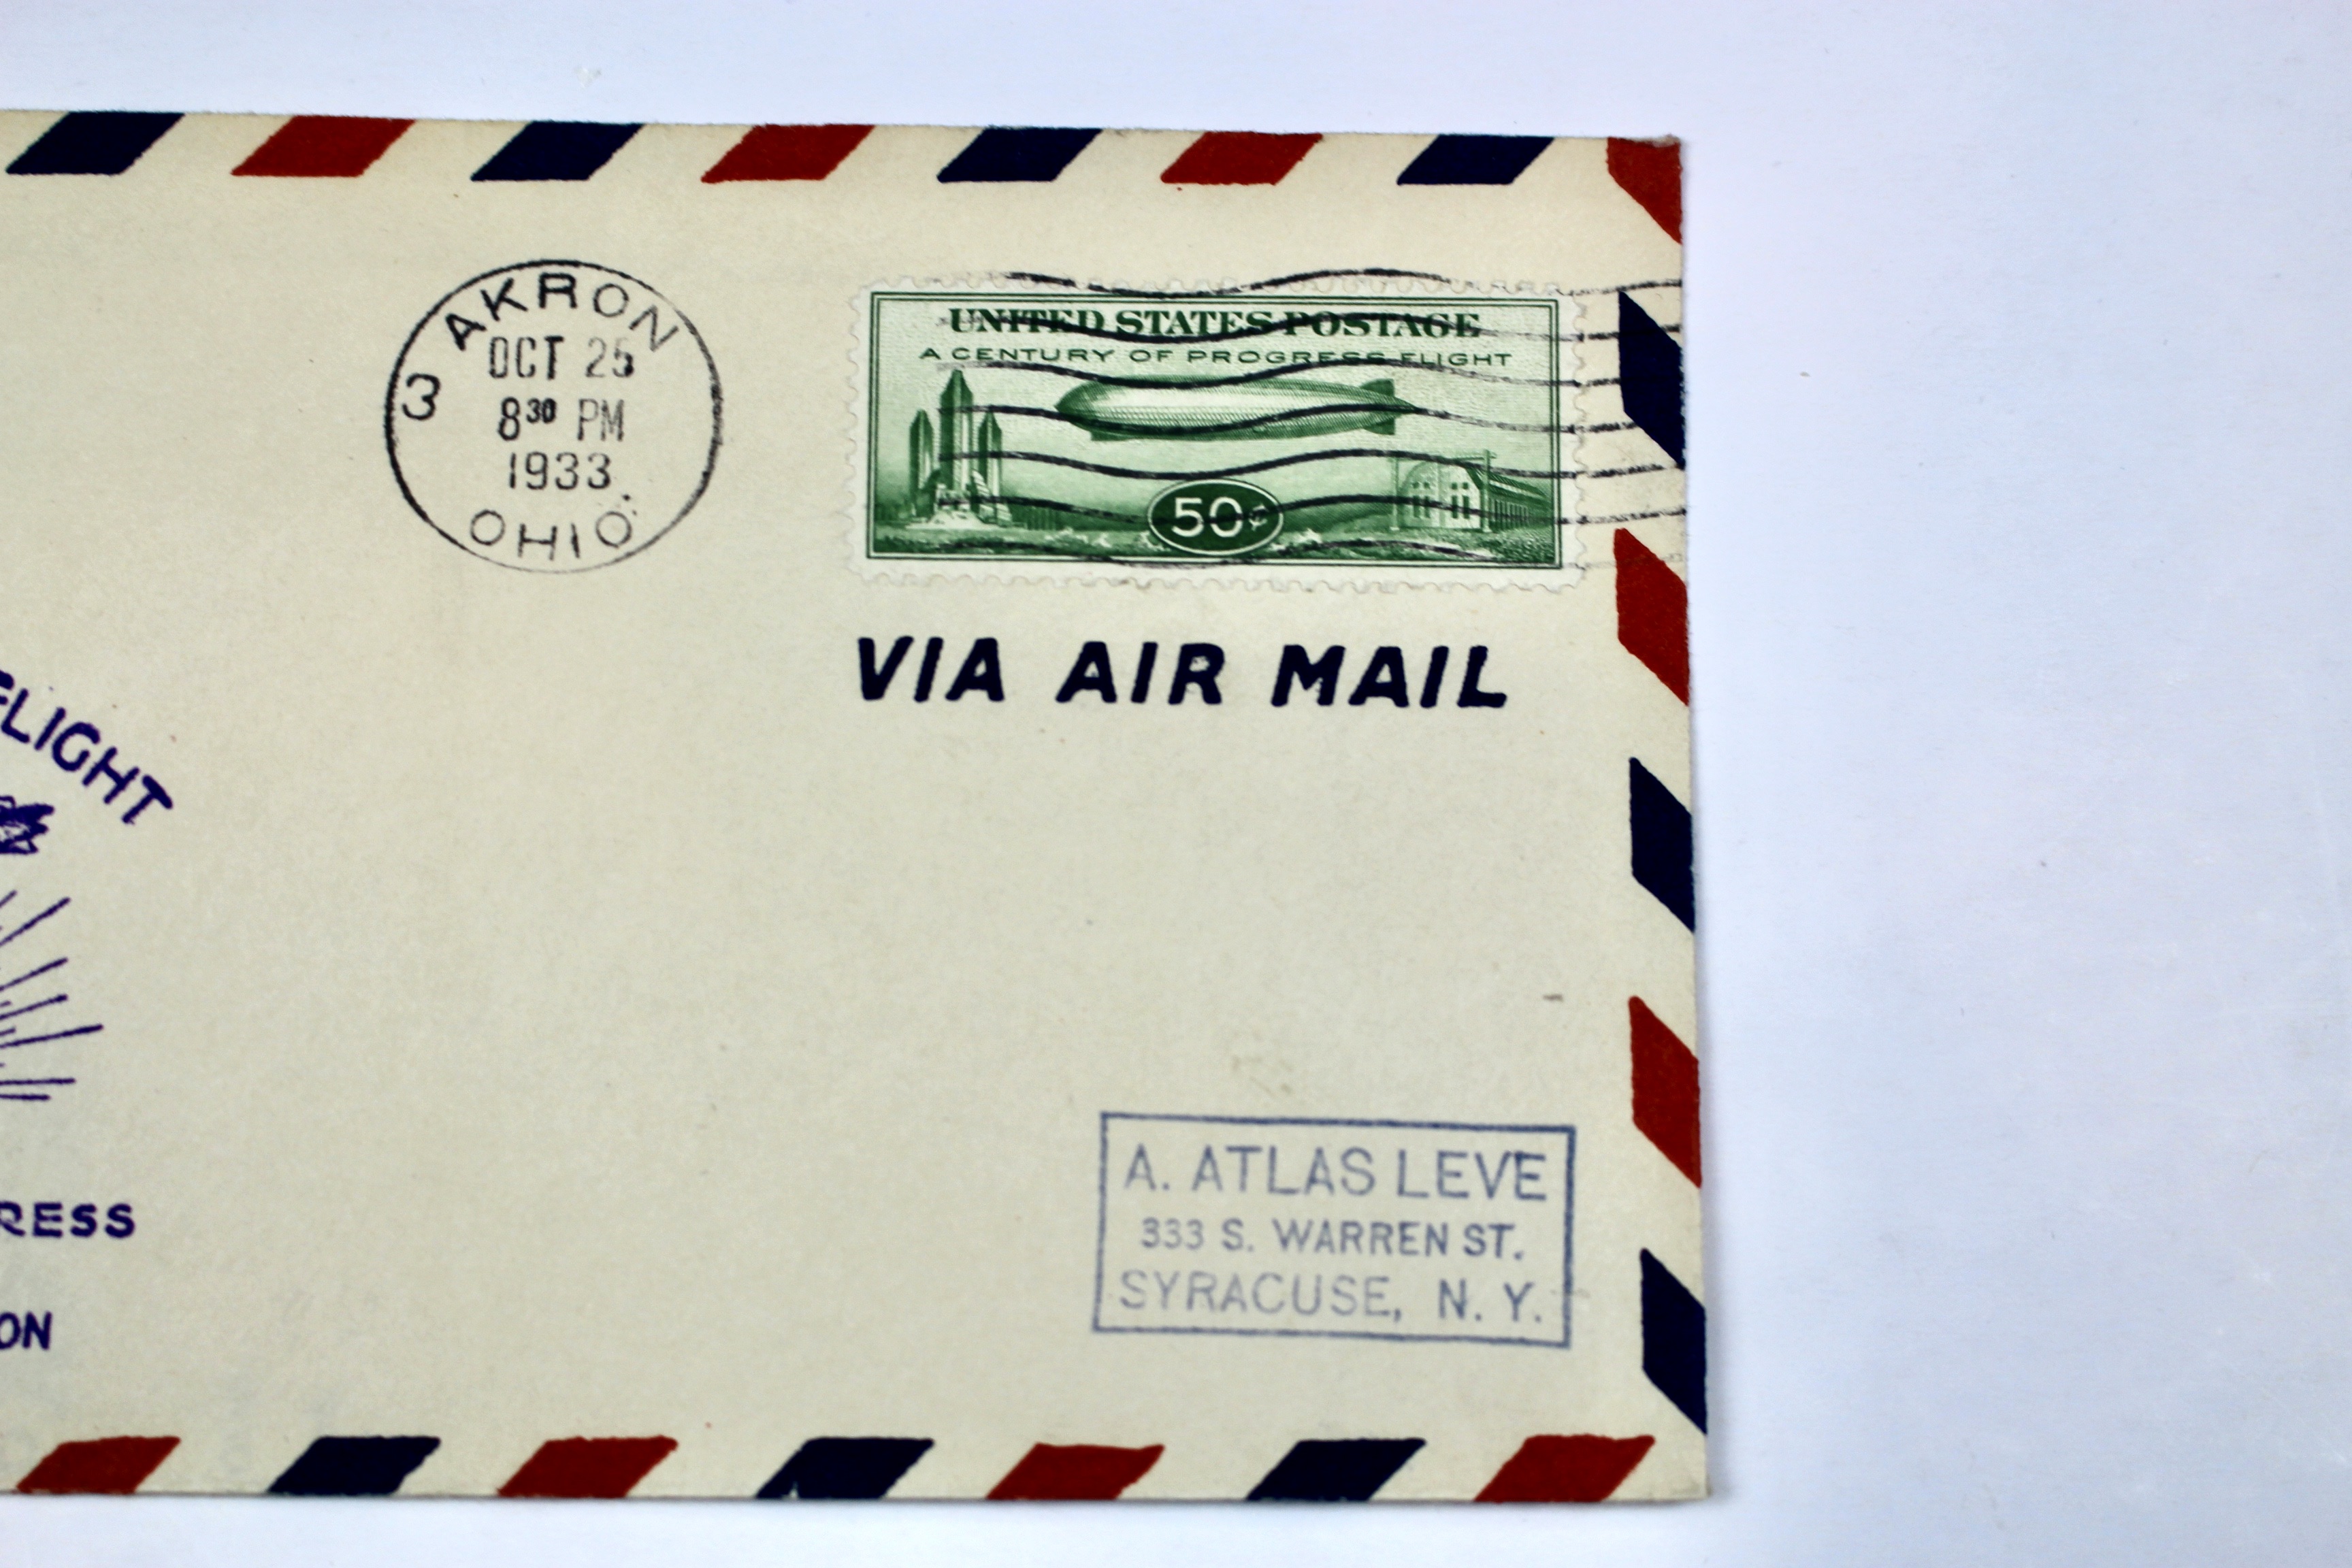 AKRON
3
OCT 25
8 30 PM
1933
OHIO
UNITED STATES POSTAGE
A CENTURY OF PROGRESS FLIGHT
50¢
VIA AIR MAIL
FLIGHT
RESS
ON
A. ATLAS LEVE
333 S. WARREN ST.
SYRACUSE, N. Y.